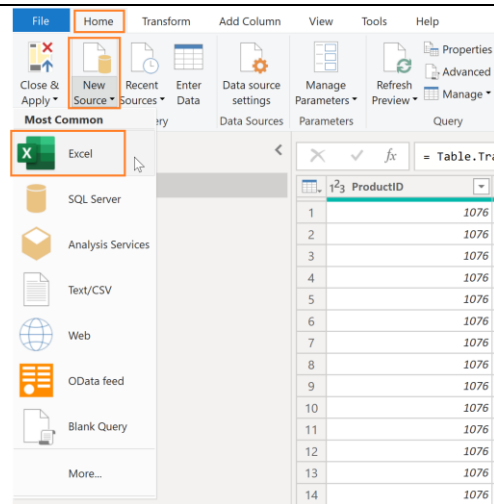 File Home Transform Add Column View Tools Help
Close & Apply New Source Recent Sources Enter Data Data source settings Manage Parameters Refresh Preview Properties
Advanced
Manage
Most Common ery Data Sources Parameters Query
Excel
SQL Server
Analysis Services
Text/CSV
Web
OData feed
Blank Query
More...
fx = Table.Tra
1²3 ProductID
1 1076
2 1076
3 1076
4 1076
5 1076
6 1076
7 1076
8 1076
9 1076
10 1076
11 1076
12 1076
13 1076
14 1076